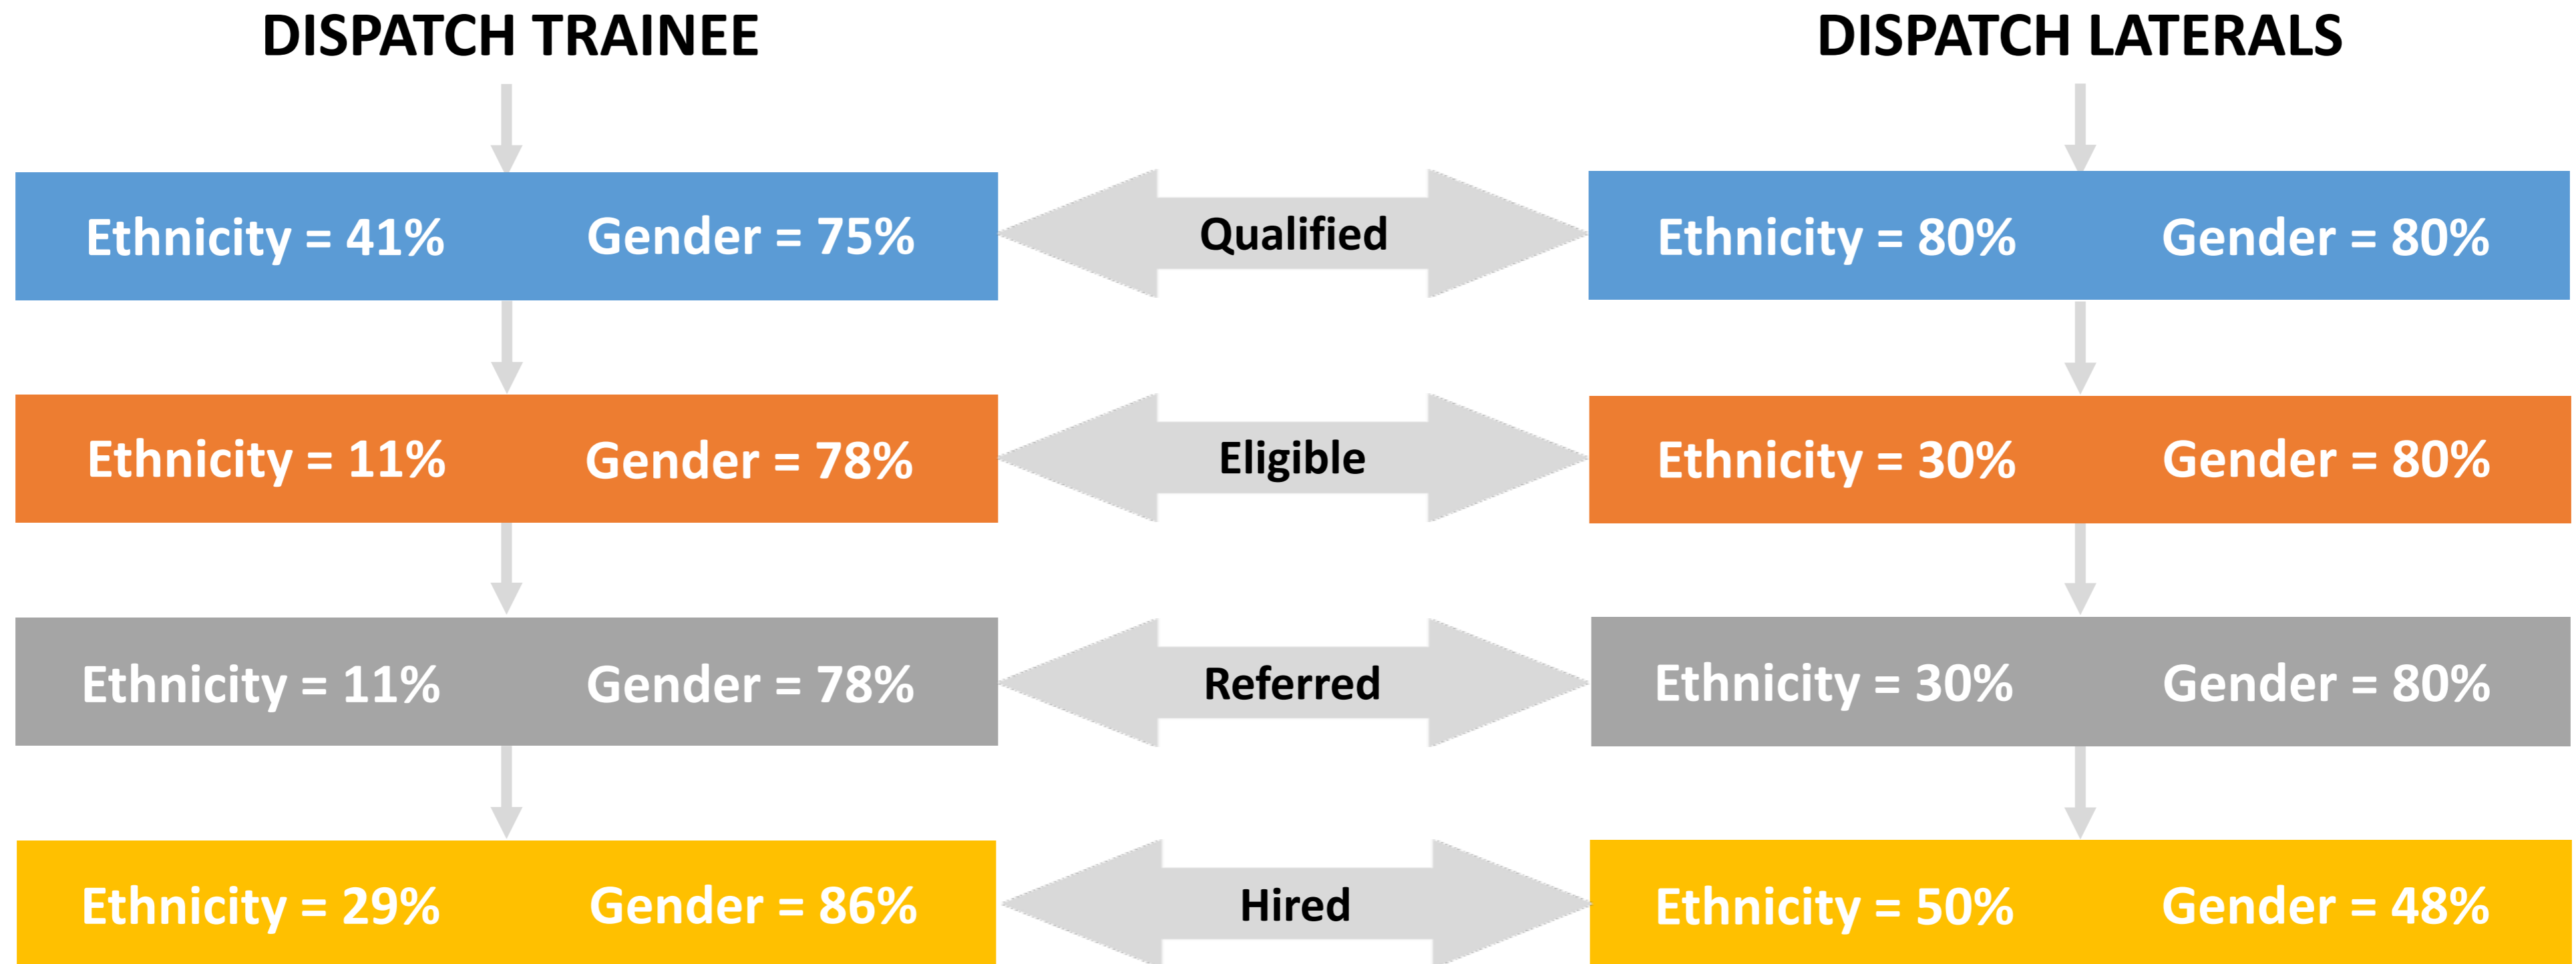 DISPATCH TRAINEE
DISPATCH LATERALS
Ethnicity = 41% Gender = 75%
Qualified
Ethnicity = 80% Gender = 80%
Ethnicity = 11% Gender = 78%
Eligible
Ethnicity = 30% Gender = 80%
Ethnicity = 11% Gender = 78%
Referred
Ethnicity = 30% Gender = 80%
Ethnicity = 29% Gender = 86%
Hired
Ethnicity = 50% Gender = 48%